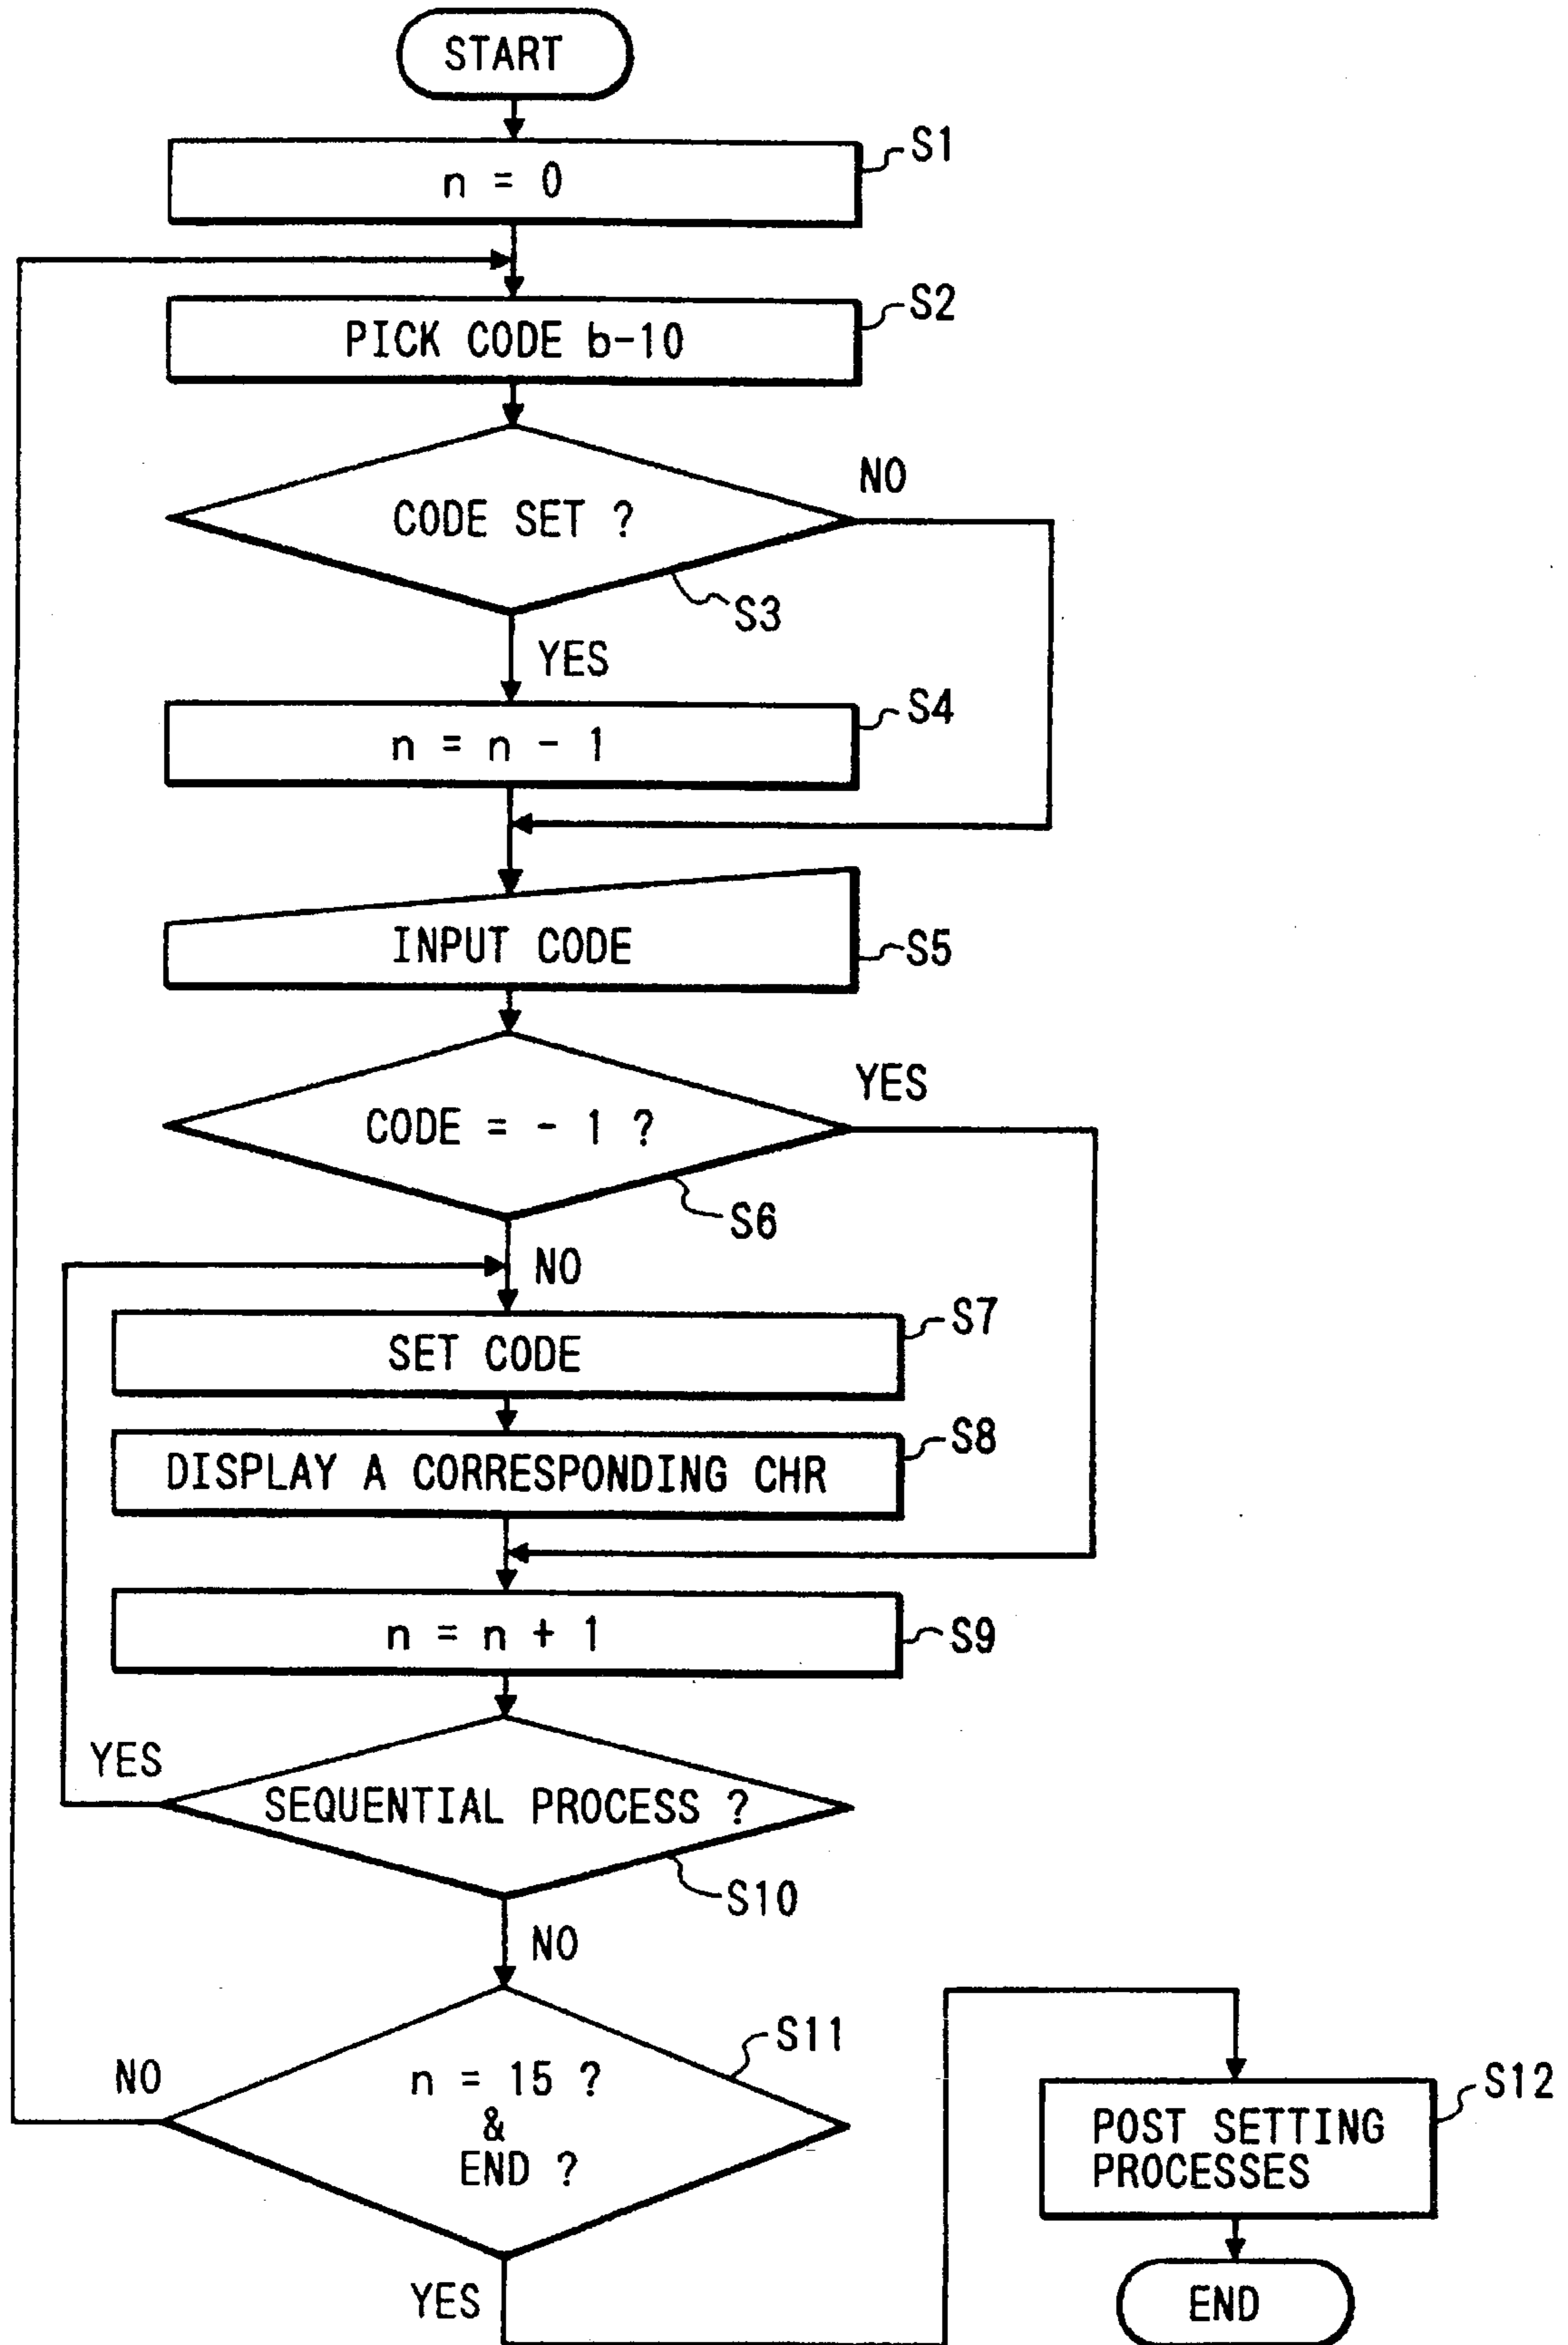 START
S1
n = 0
S2
PICK CODE b-10
NO
CODE SET ?
S3
YES
S4
n = n - 1
INPUT CODE
S5
YES
CODE = - 1 ?
S6
NO
S7
SET CODE
S8
DISPLAY A CORRESPONDING CHR
n = n + 1
S9
YES
SEQUENTIAL PROCESS ?
S10
NO
S11
NO
n = 15 ?
&
END ?
S12
POST SETTING
PROCESSES
YES
END